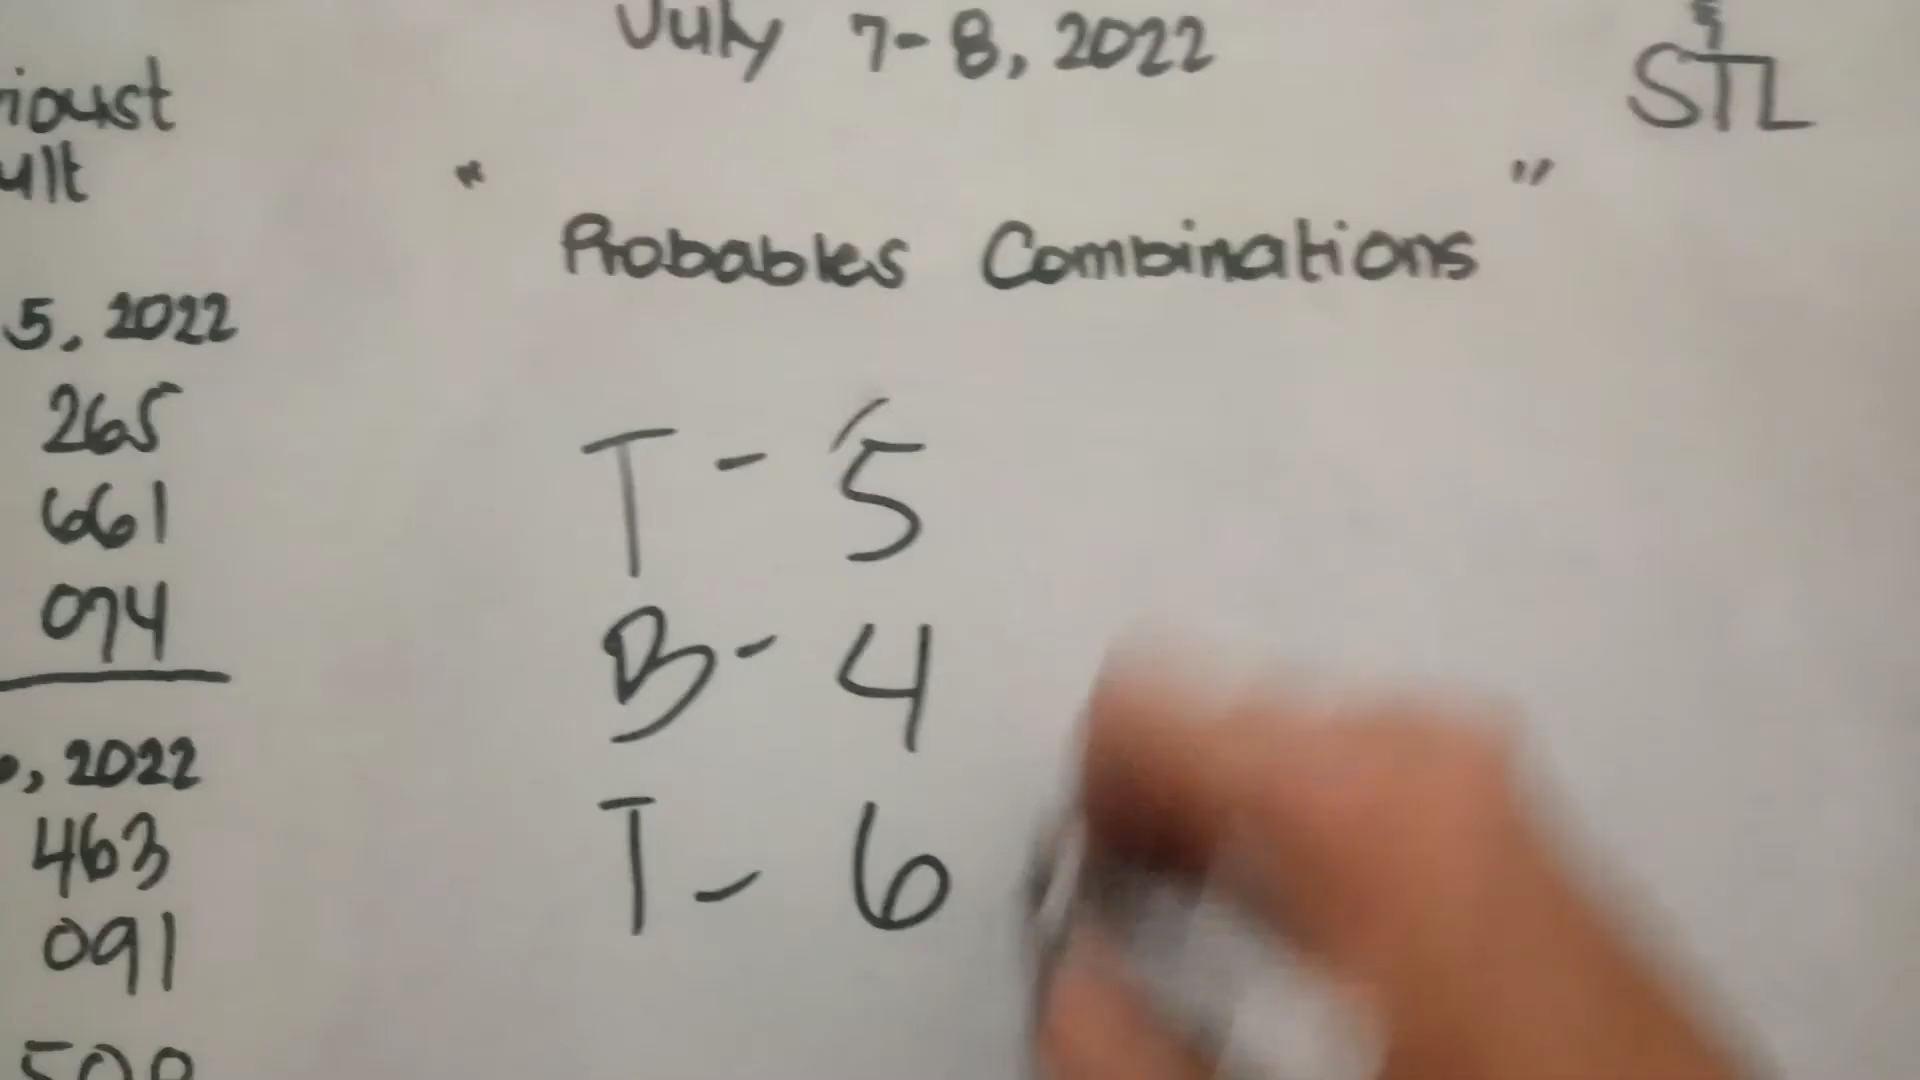 July 7-8, 2022
STL
" Probables Combinations "
ioust
ult
5, 2022
265
661
074
, 2022
463
091
T - 5
B - 4
T - 6